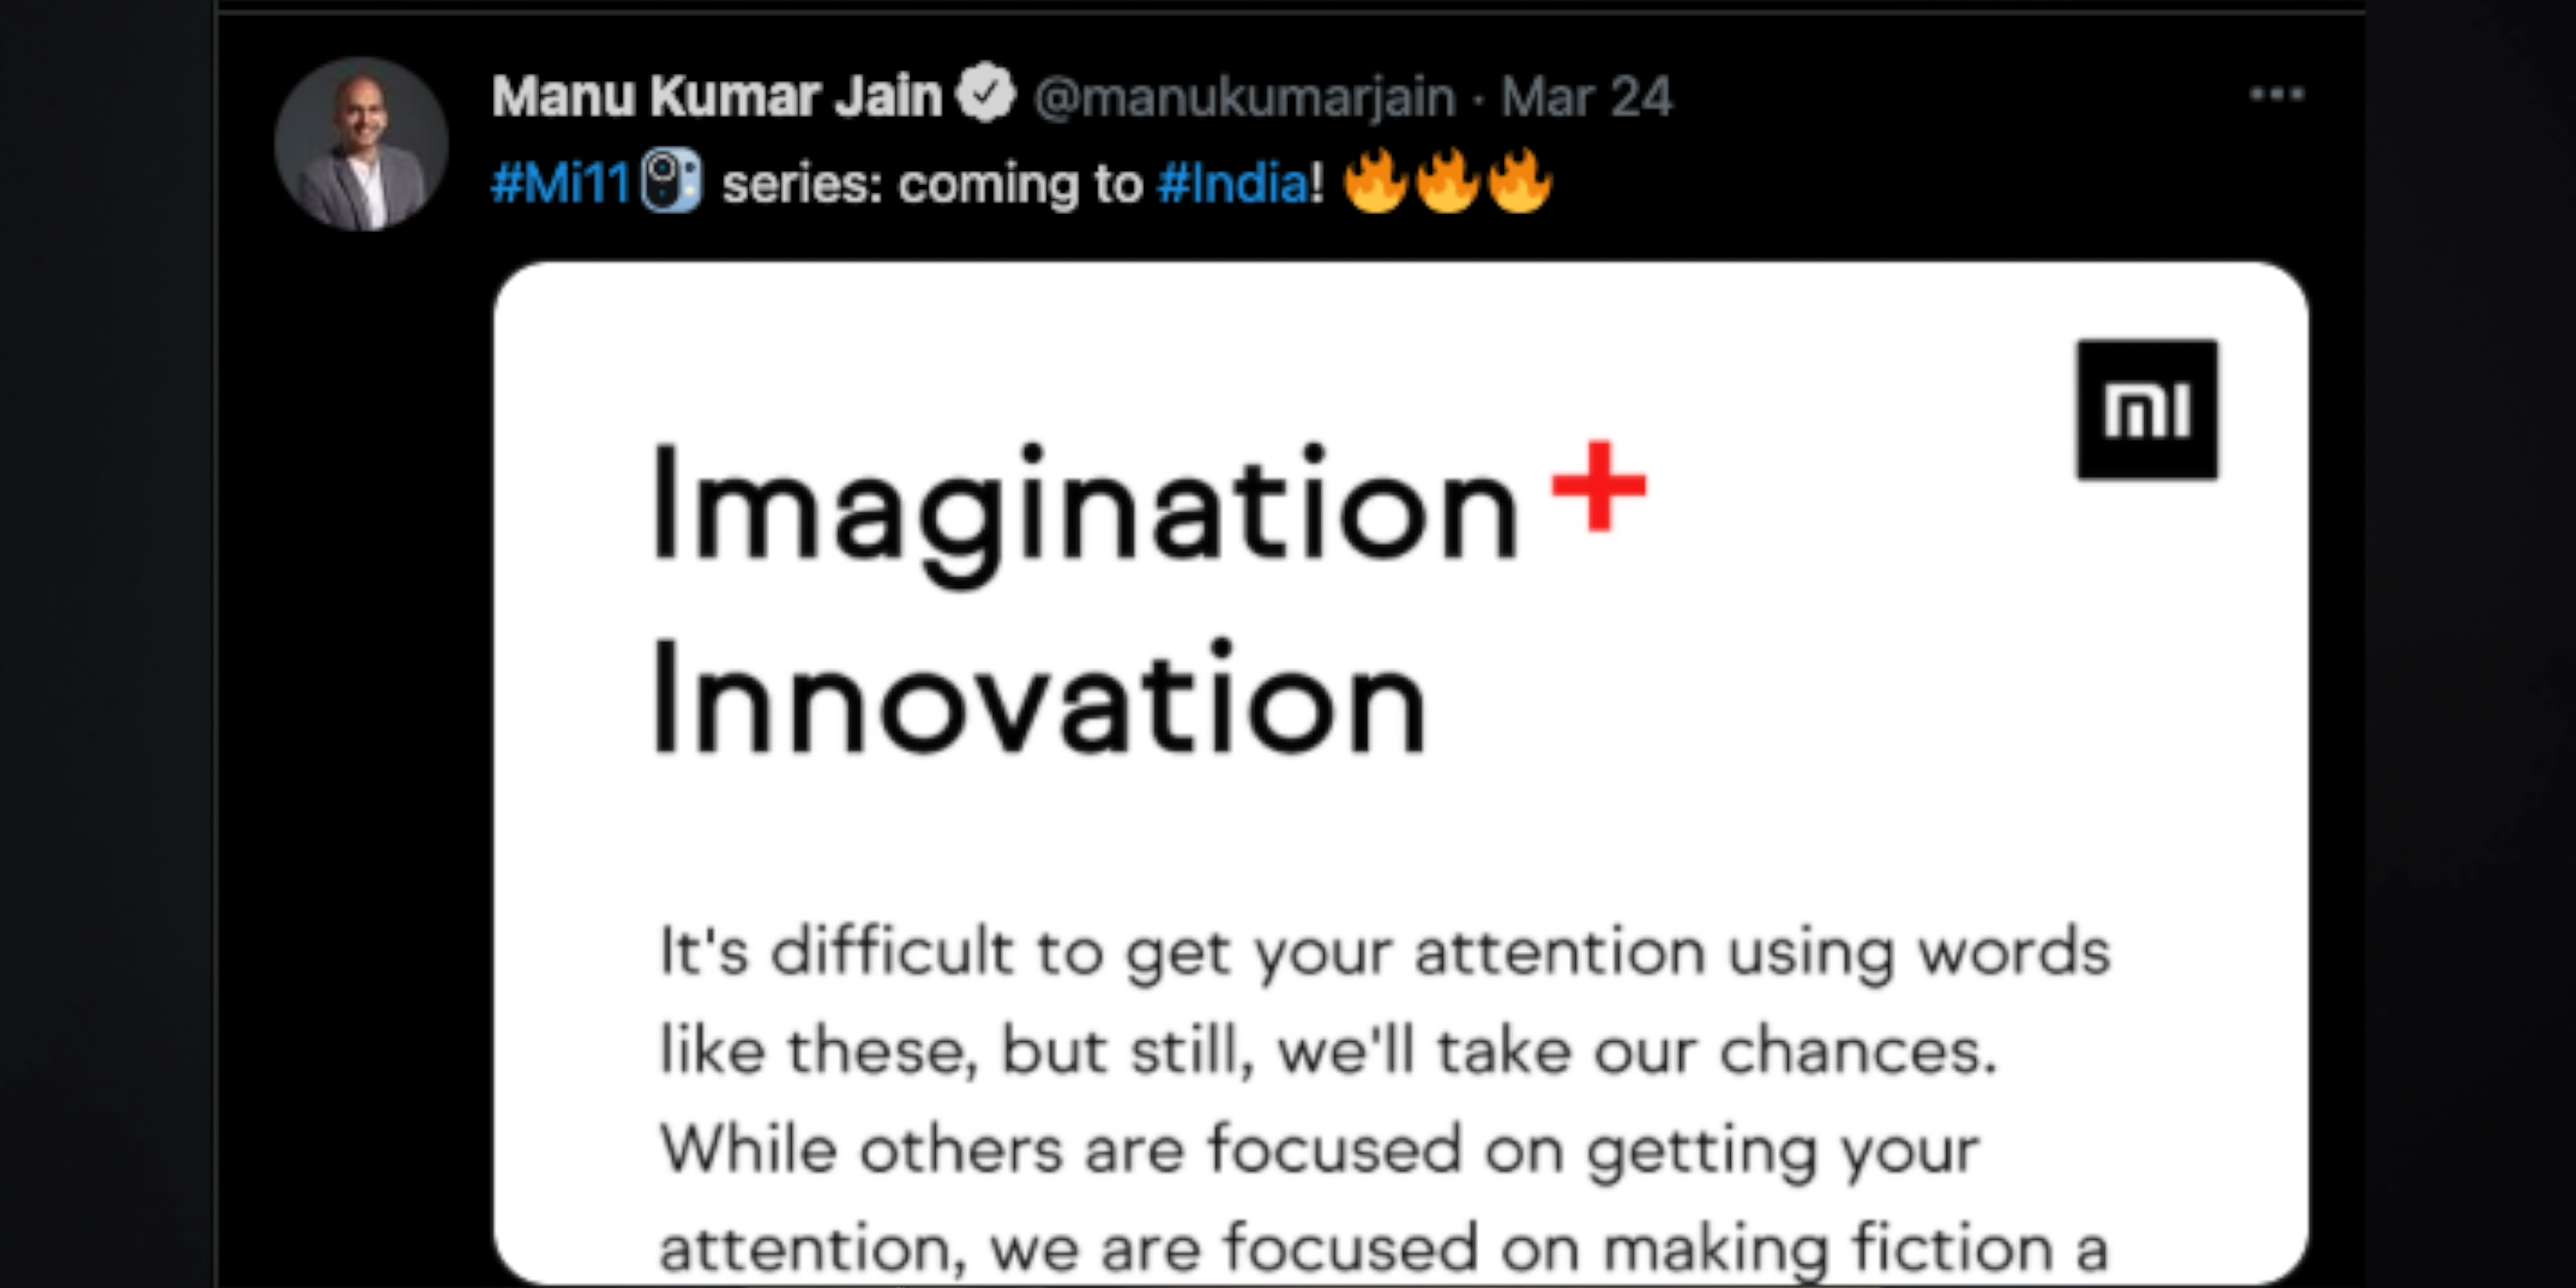 Manu Kumar Jain @manukumarjain · Mar 24
#Mi11 series: coming to #India! 🔥🔥🔥
mi
Imagination+
Innovation
It's difficult to get your attention using words
like these, but still, we'll take our chances.
While others are focused on getting your
attention, we are focused on making fiction a